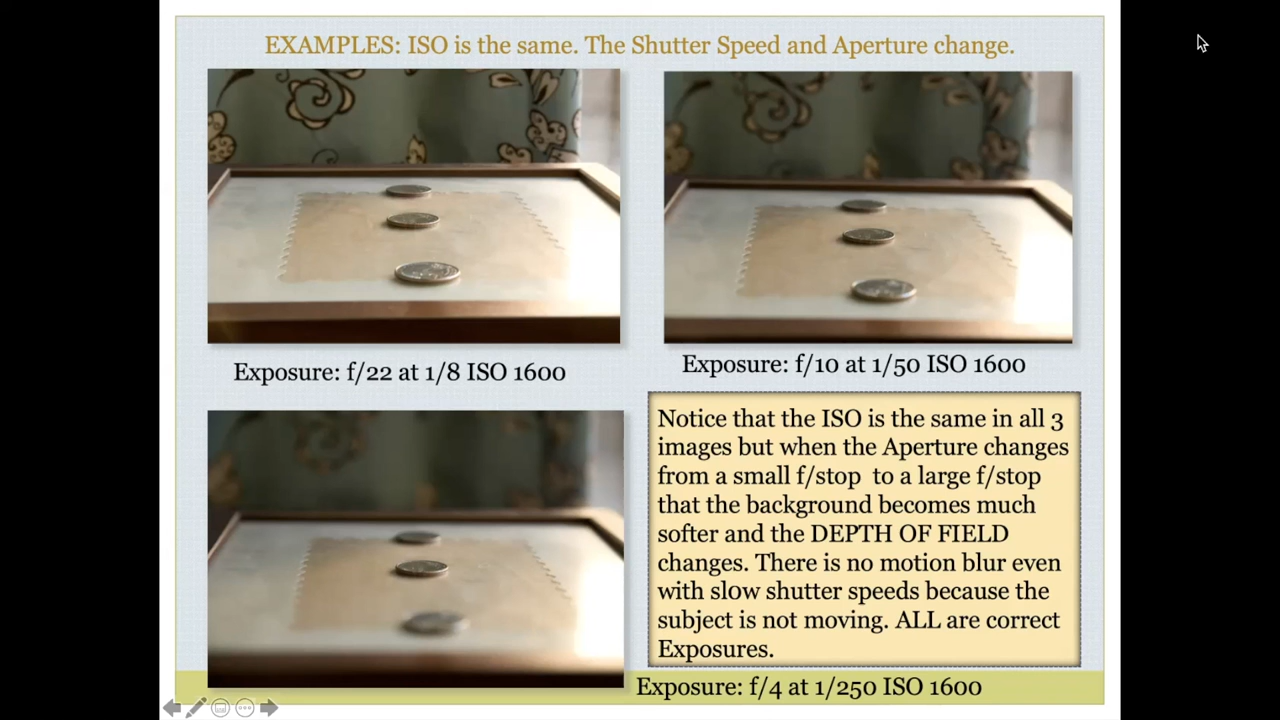 EXAMPLES: ISO is the same. The Shutter Speed and Aperture change.
Exposure: f/22 at 1/8 ISO 1600
Exposure: f/10 at 1/50 ISO 1600
Notice that the ISO is the same in all 3
images but when the Aperture changes
from a small f/stop to a large f/stop
that the background becomes much
softer and the DEPTH OF FIELD
changes. There is no motion blur even
with slow shutter speeds because the
subject is not moving. ALL are correct
Exposures.
Exposure: f/4 at 1/250 ISO 1600